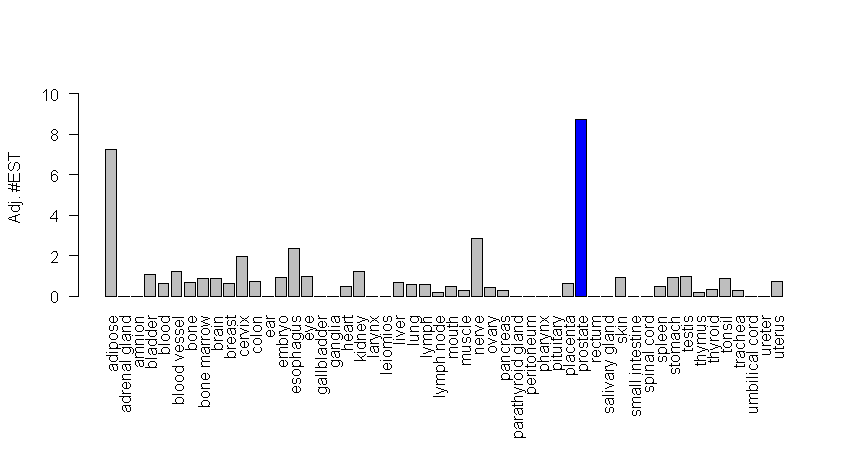 Adj. #EST
10
8
6
4
2
0
adipose
adrenal gland
amnion
bladder
blood
blood vessel
bone
bone marrow
brain
breast
cervix
colon
ear
embryo
esophagus
eye
gallbladder
ganglia
heart
kidney
larynx
leiomios
liver
lung
lymph
lymph node
mouth
muscle
nerve
ovary
pancreas
parathyroid gland
peritoneum
pharynx
pituitary
placenta
prostate
rectum
salivary gland
skin
small intestine
spinal cord
spleen
stomach
testis
thymus
thyroid
tonsil
trachea
umbilical cord
ureter
uterus